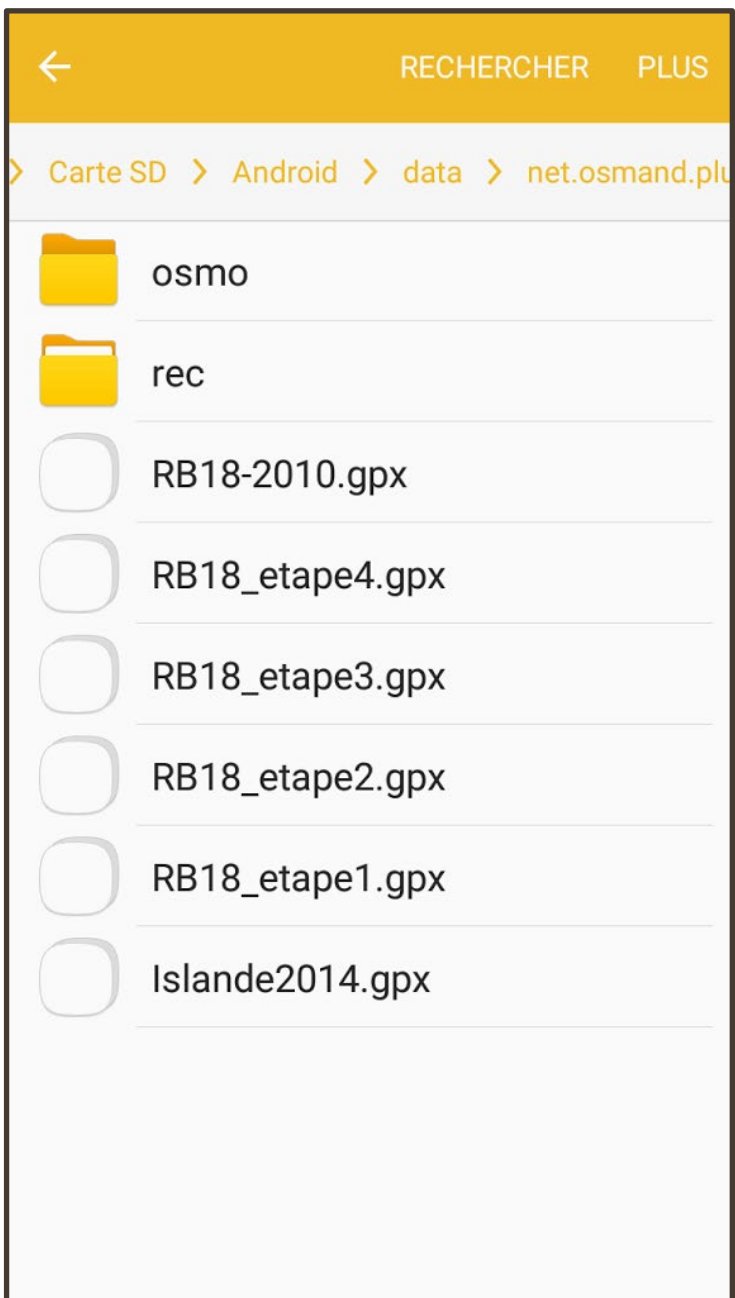 RECHERCHER PLUS
Carte SD Android data net.osmand.plu
osmo
rec
RB18-2010.gpx
RB18_etape4.gpx
RB18_etape3.gpx
RB18_etape2.gpx
RB18_etape1.gpx
Islande2014.gpx